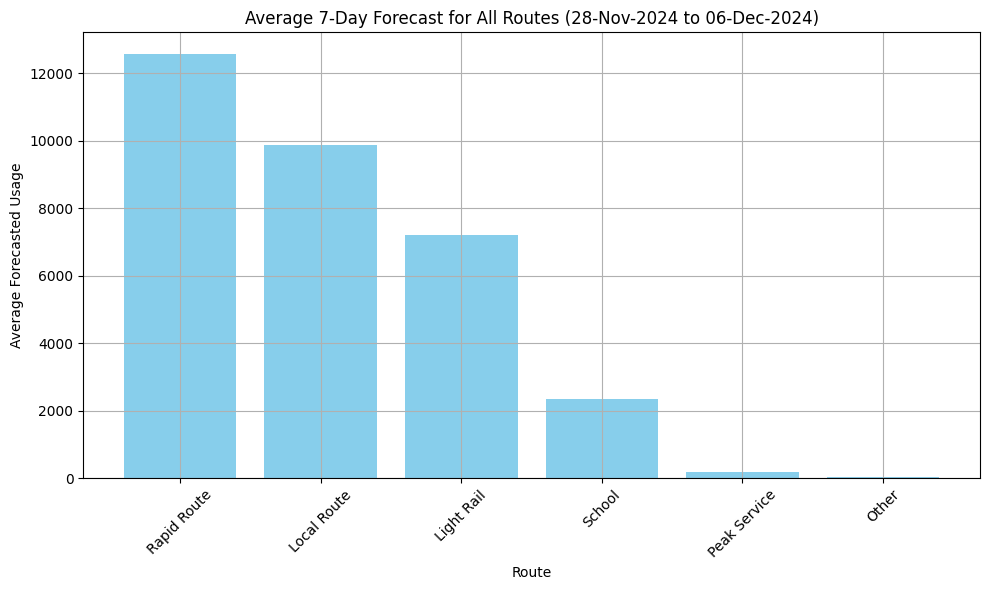 Average 7-Day Forecast for All Routes (28-Nov-2024 to 06-Dec-2024)
Average Forecasted Usage
12000
10000
8000
6000
4000
2000
0
Rapid Route
Local Route
Light Rail
School
Peak Service
Other
Route